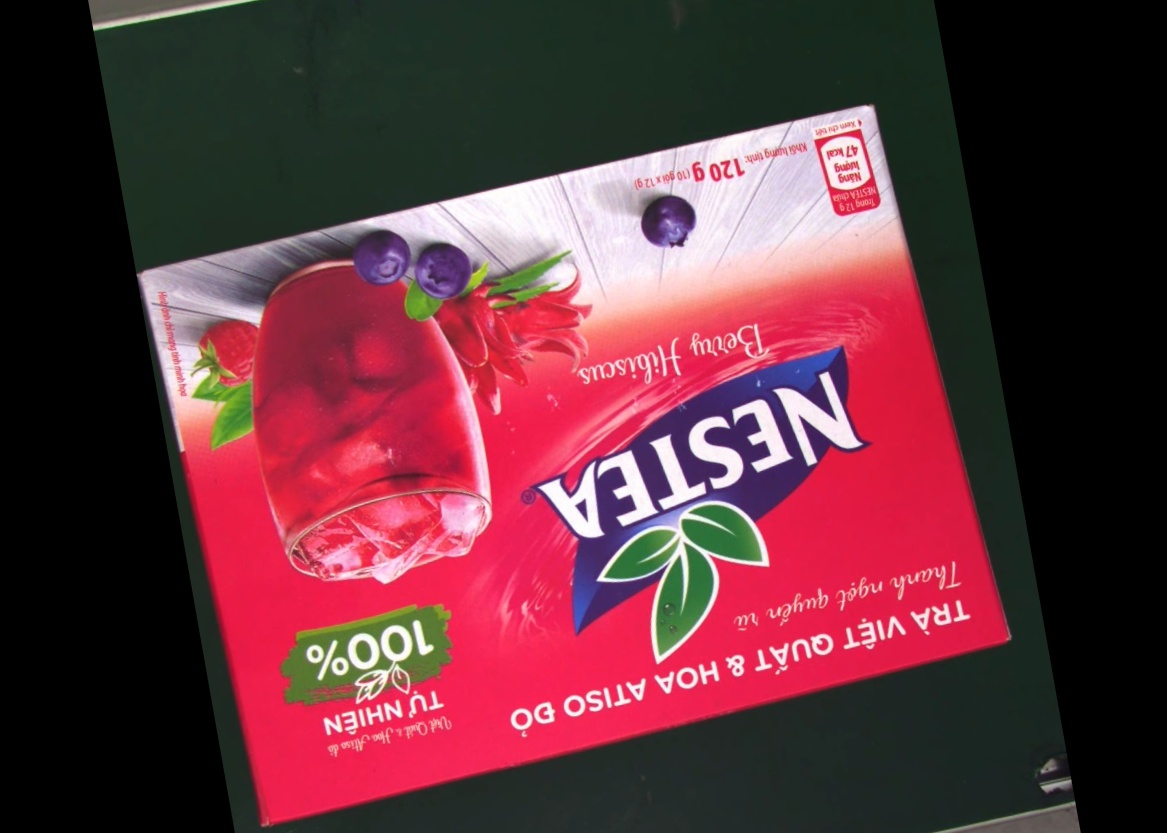 TRÀ VIỆT QUẤT & HOA ATISO ĐỎ
Thanh ngọt quyến rũ
NESTEA®
Berry Hibiscus
Việt Quất & Hoa Atiso đỏ
TỰ NHIÊN
100%
Hình ảnh chỉ mang tính minh họa
Trong 12 g
NESTEA chứa
Năng
lượng
47 kcal
Xem chi tiết
Khối lượng tịnh: 120 g (10 gói x 12 g)